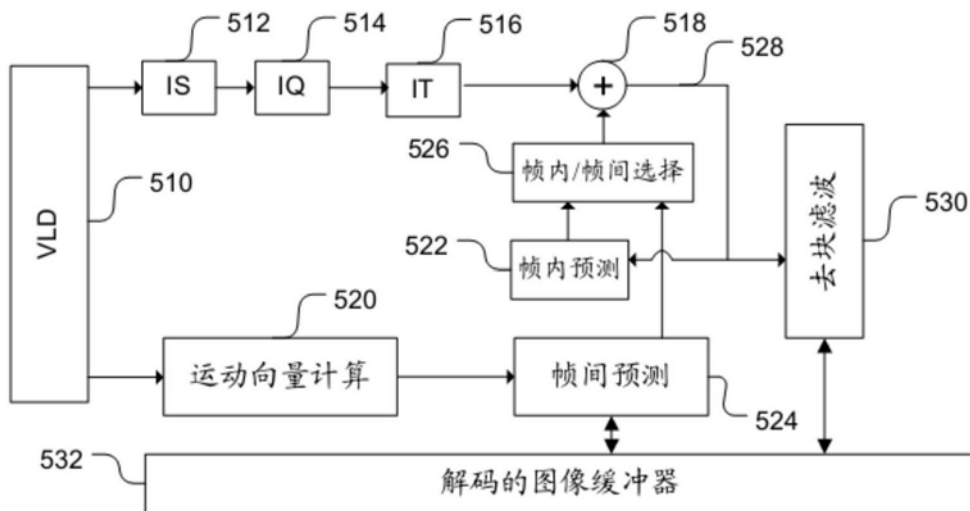 512
514
516
518
528
IS
IQ
IT
+
526
帧内/帧间选择
VLD
510
530
去块滤波
522
帧内预测
520
运动向量计算
帧间预测
524
532
解码的图像缓冲器